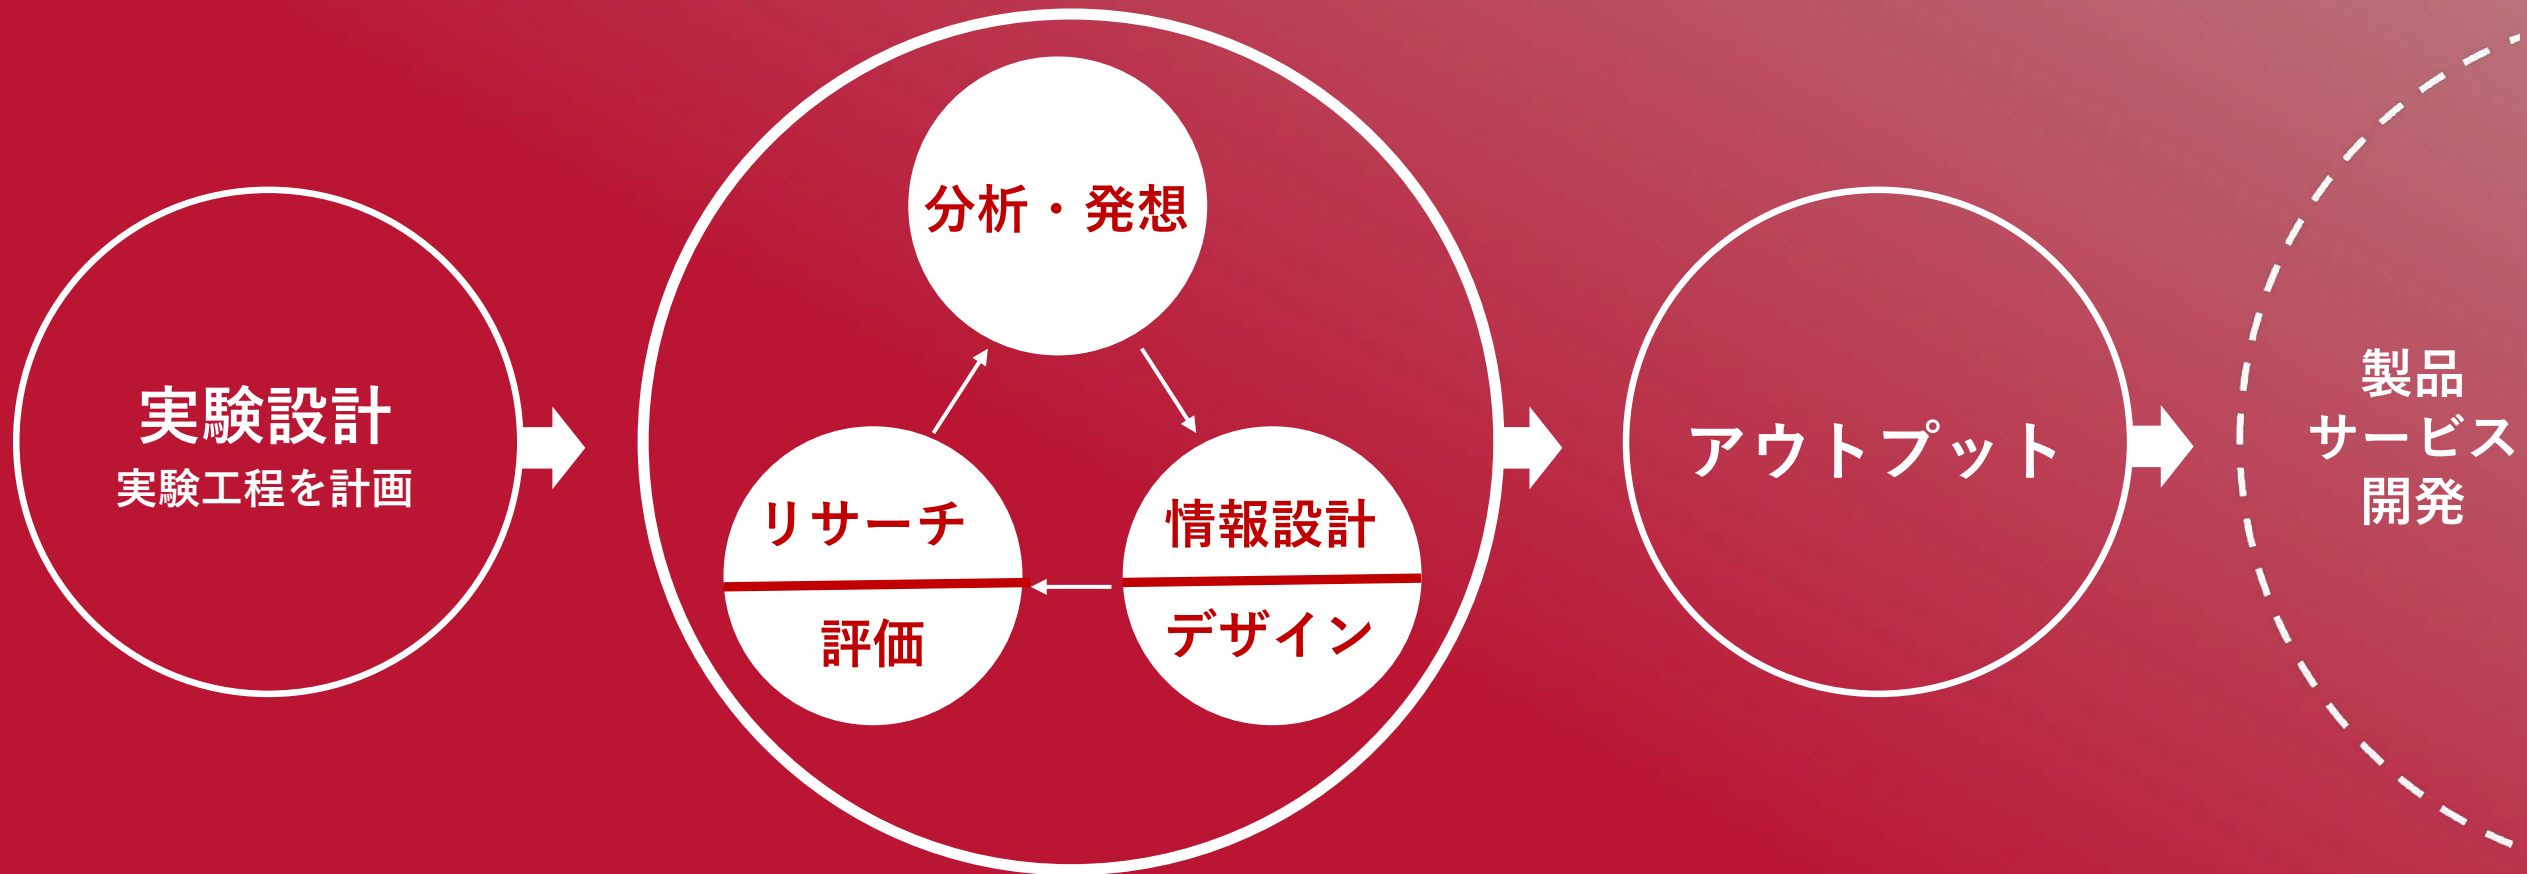 実験設計
実験工程を計画
分析・発想
リサーチ
評価
情報設計
デザイン
アウトプット
製品
サービス
開発